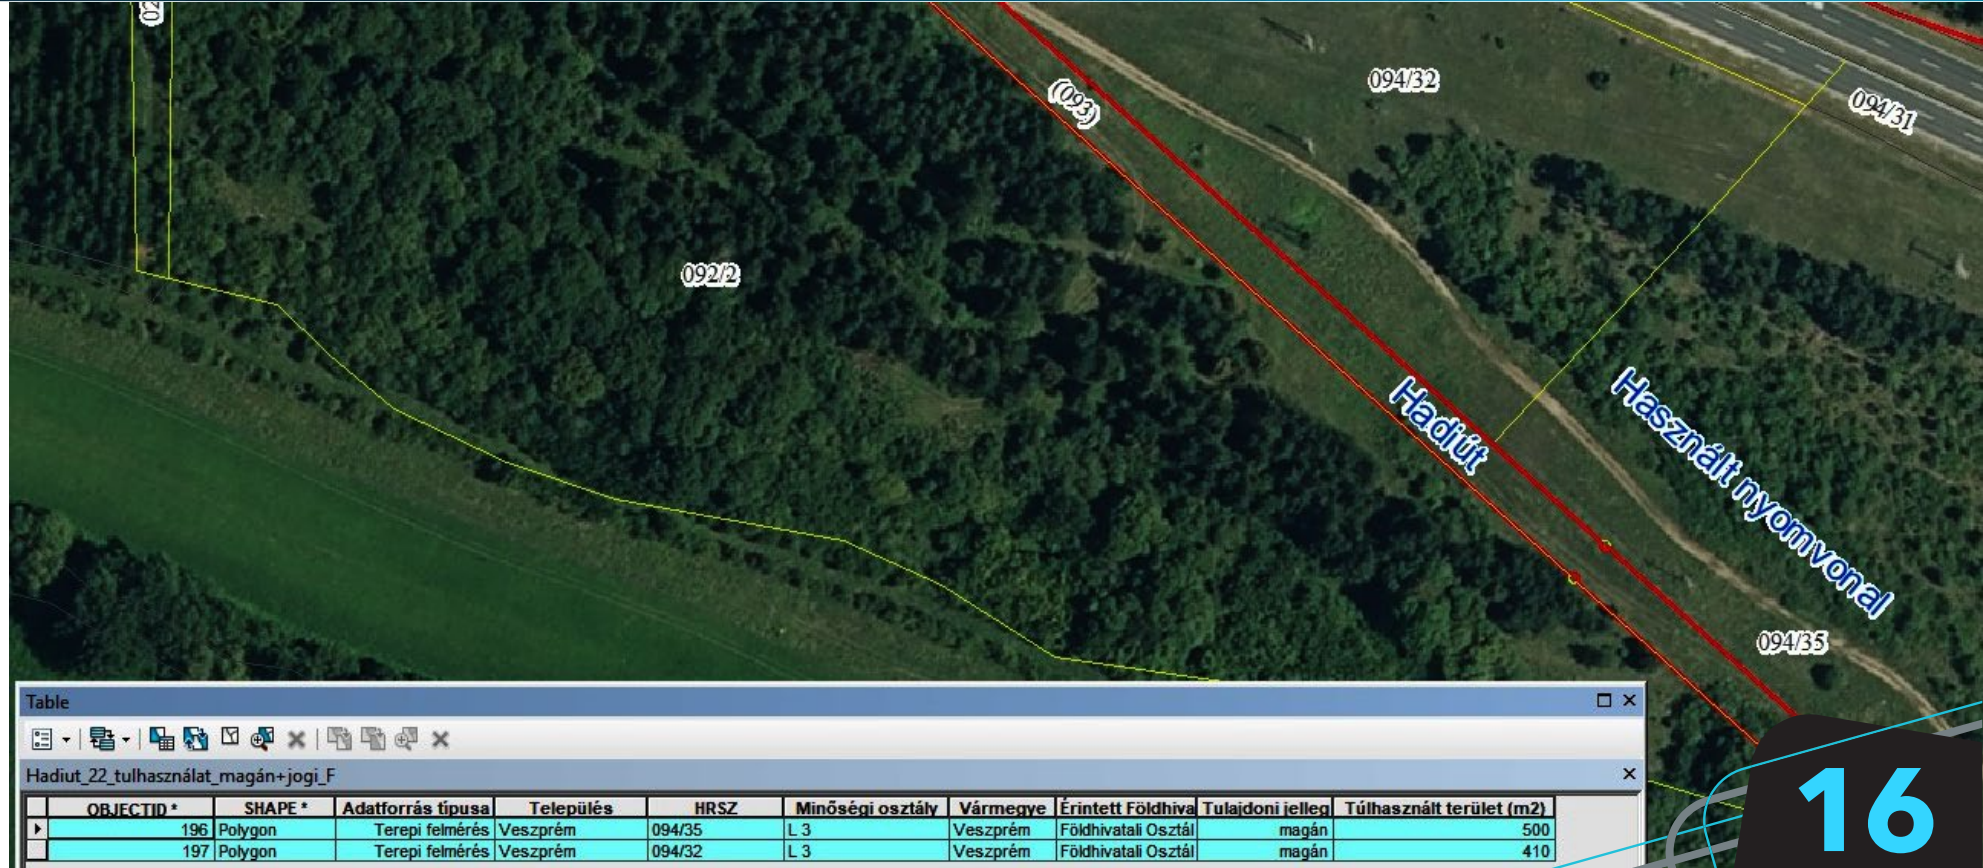 02
(093)
094/32
094/31
092/2
Hadiút
Használt nyomvonal
094/35
Table
Hadiut_22_tulhasználat_magán+jogi_F
OBJECTID * SHAPE * Adatforrás típusa Település HRSZ Minőségi osztály Vármegye Érintett Földhiva Tulajdoni jelleg Túlhasznált terület (m2)
196 Polygon Terepi felmérés Veszprém 094/35 L 3 Veszprém Földhivatali Osztál magán 500
197 Polygon Terepi felmérés Veszprém 094/32 L 3 Veszprém Földhivatali Osztál magán 410
16